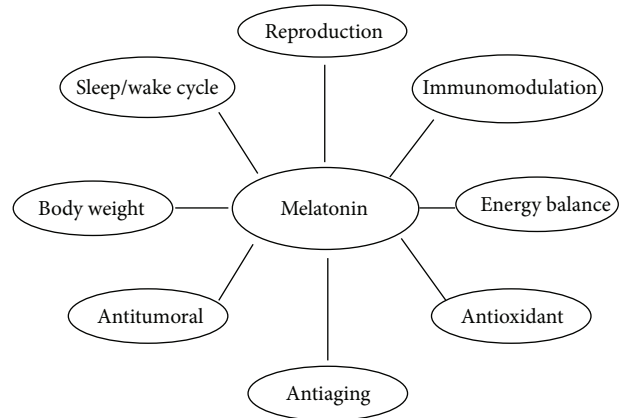 Reproduction
Sleep/wake cycle
Immunomodulation
Body weight
Melatonin
Energy balance
Antitumoral
Antioxidant
Antiaging